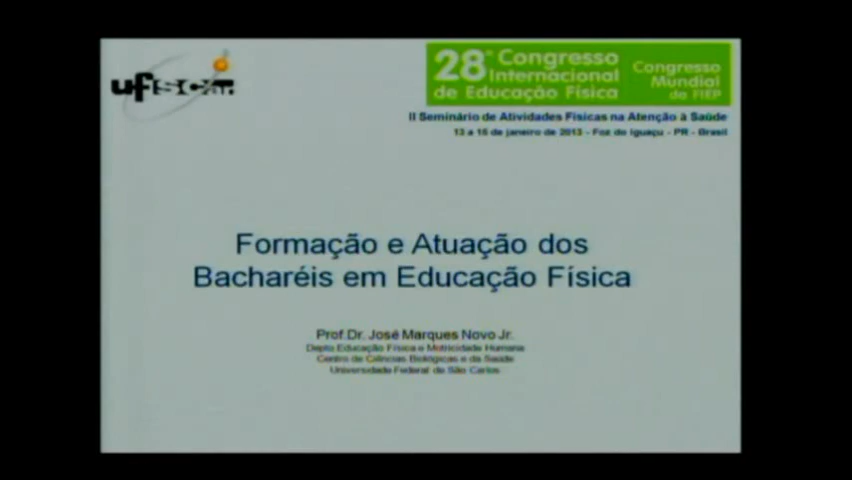 ufscar
28º Congresso
Internacional
de Educação Física
Congresso
Mundial
da FIEP
II Seminário de Atividades Físicas na Atenção à Saúde
13 a 15 de janeiro de 2013 - Foz do Iguaçu - PR - Brasil
Formação e Atuação dos
Bacharéis em Educação Física
Prof.Dr. José Marques Novo Jr.
Depto Educação Física e Motricidade Humana
Centro de Ciências Biológicas e da Saúde
Universidade Federal de São Carlos